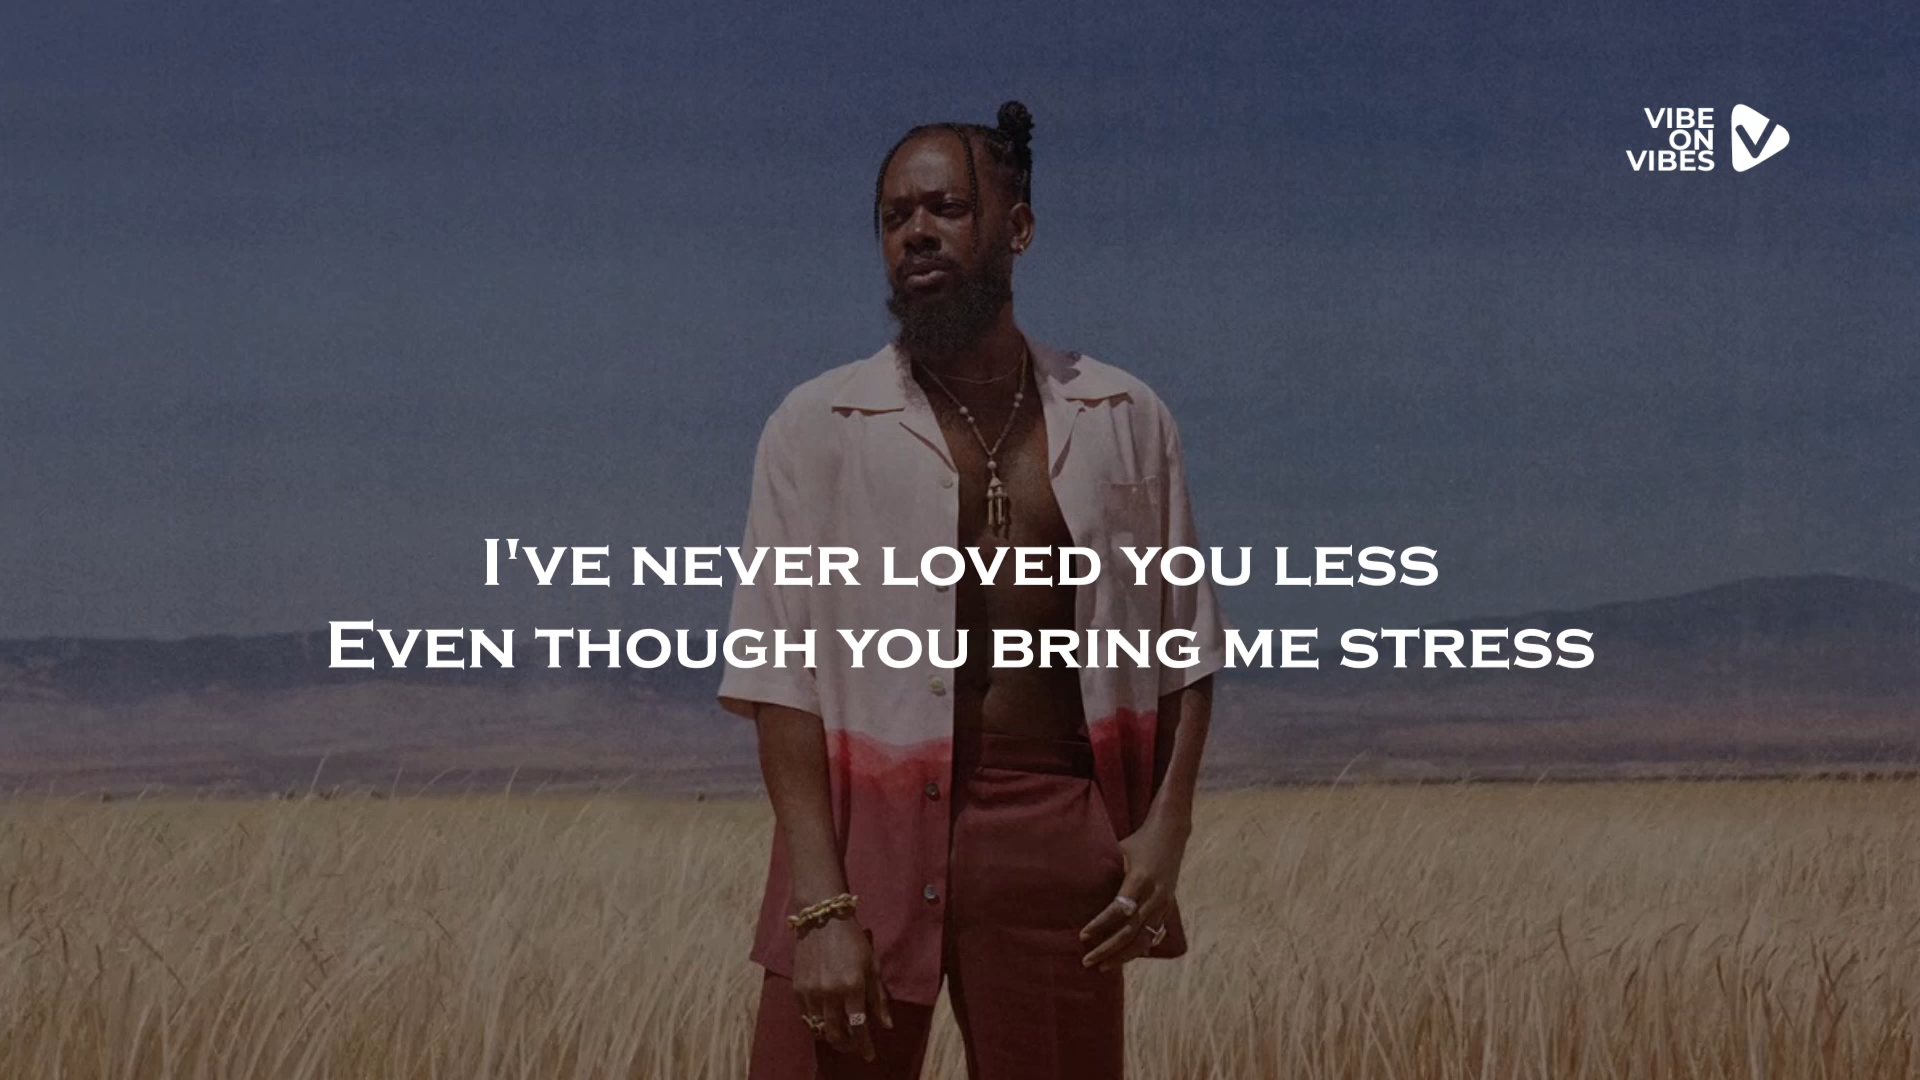 VIBE
ON
VIBES
I'VE NEVER LOVED YOU LESS
EVEN THOUGH YOU BRING ME STRESS